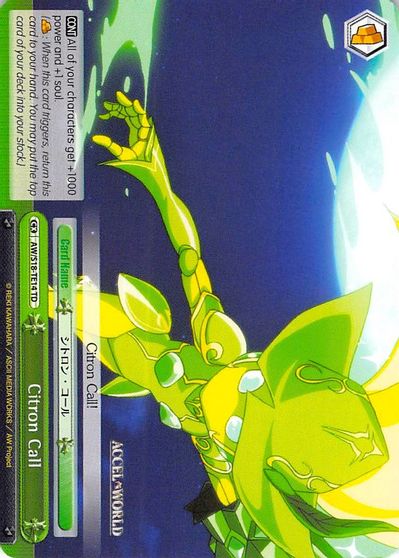 [CONT] All of your characters get +1000
power and +1 soul.
( : When this card triggers, return this
card to your hand. You may put the top
card of your deck into your stock.)
CX
AW/S18-TE14 TD
Card Name
シトロン・コール
Citron Call
Citron Call!
ACCEL WORLD
© REKI KAWAHARA / ASCII MEDIA WORKS / AW Project